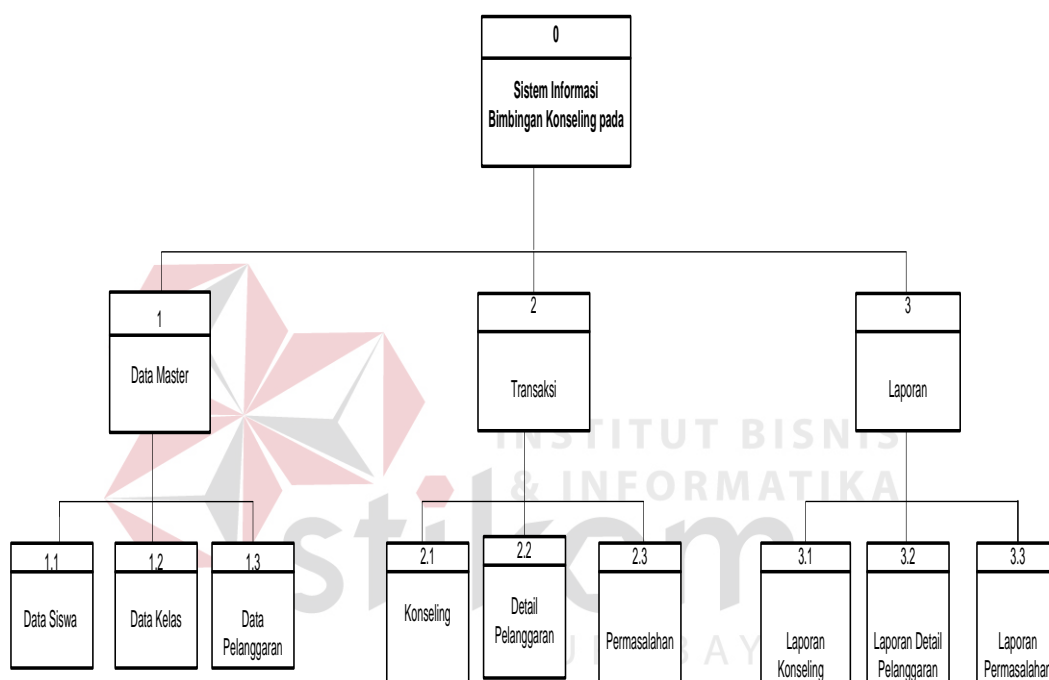 0
Sistem Informasi
Bimbingan Konseling pada
1
Data Master
2
Transaksi
3
Laporan
INSTITUT BISNIS
& INFORMATIKA
stikom
SURABAYA
1.1
Data Siswa
1.2
Data Kelas
1.3
Data
Pelanggaran
2.1
Konseling
2.2
Detail
Pelanggaran
2.3
Permasalahan
3.1
Laporan
Konseling
3.2
Laporan Detail
Pelanggaran
3.3
Laporan
Permasalahan